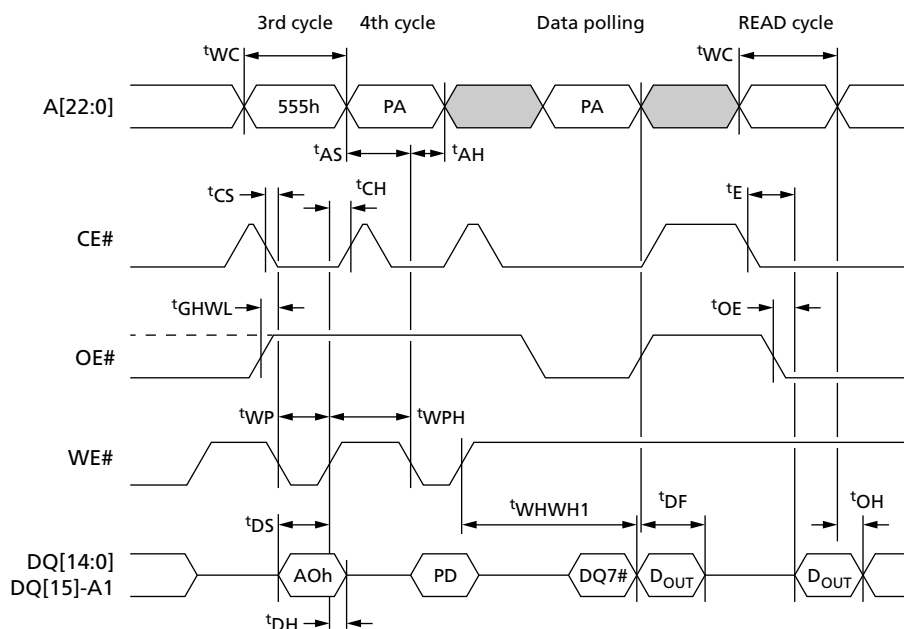 3rd cycle 4th cycle Data polling READ cycle
tWC tWC
A[22:0] 555h PA PA
tAS tAH
tCS tCH tE
CE#
tGHWL tOE
OE#
tWP tWPH
WE#
tWHWH1 tDF tOH
tDS
DQ[14:0]
DQ[15]-A1
AOh PD DQ7# DOUT DOUT
tDH